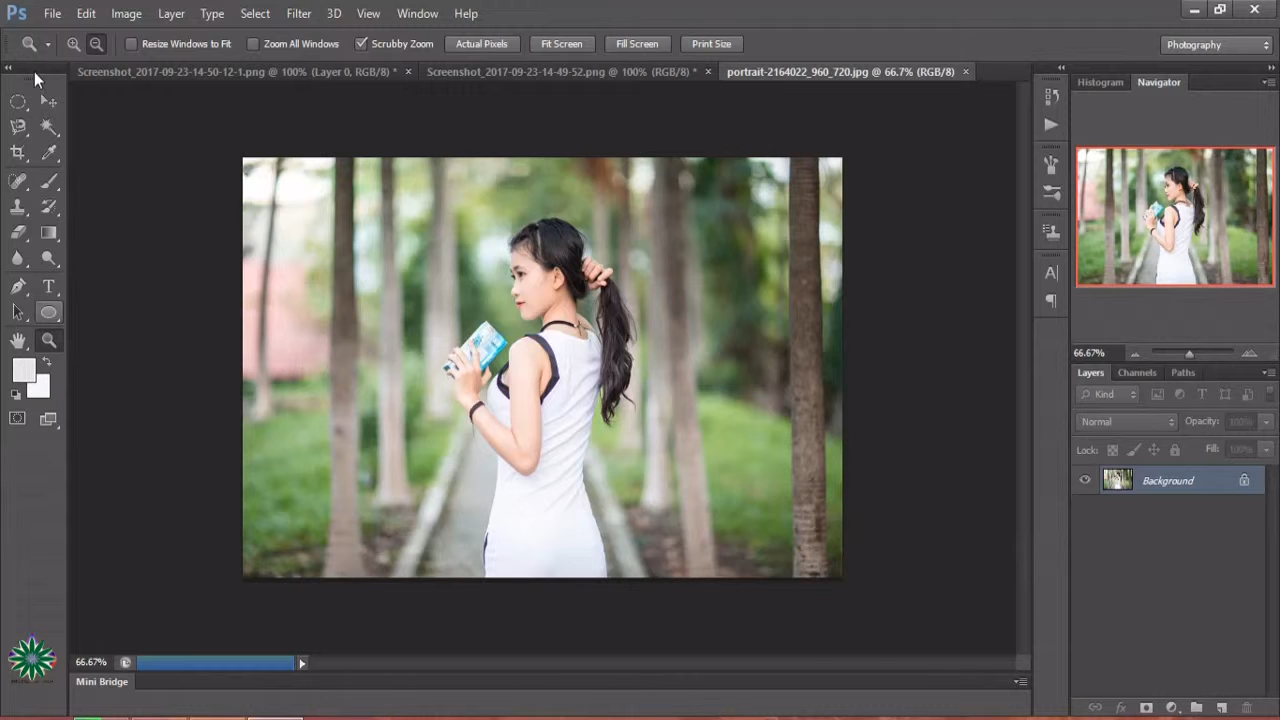 Ps File Edit Image Layer Type Select Filter 3D View Window Help
Resize Windows to Fit Zoom All Windows Scrubby Zoom Actual Pixels Fit Screen Fill Screen Print Size Photography
Screenshot_2017-09-23-14-50-12-1.png @ 100% (Layer 0, RGB/8) * × Screenshot_2017-09-23-14-49-52.png @ 100% (RGB/8) * × portrait-2164022_960_720.jpg @ 66.7% (RGB/8) ×
Histogram Navigator
66.67%
Layers Channels Paths
Kind
Normal Opacity: 100%
Lock: Fill: 100%
Background
66.67%
Mini Bridge